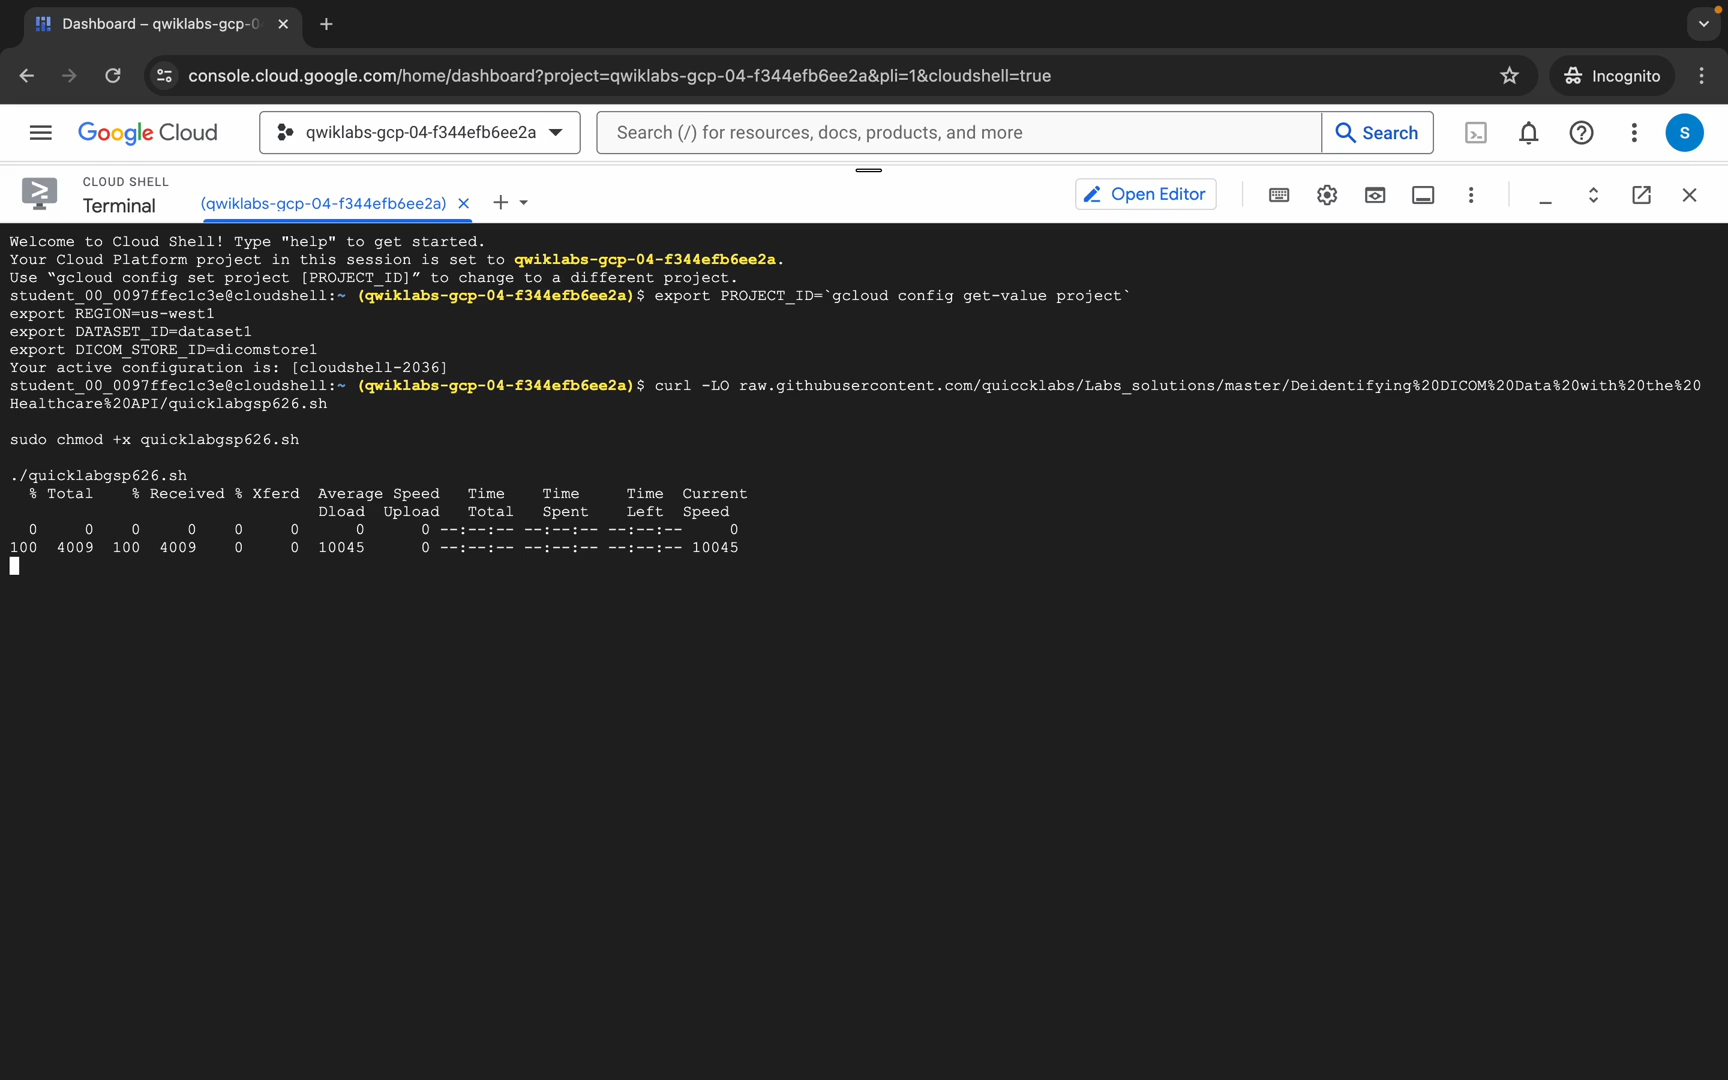 Dashboard – qwiklabs-gcp-0
console.cloud.google.com/home/dashboard?project=qwiklabs-gcp-04-f344efb6ee2a&pli=1&cloudshell=true
Incognito
Google Cloud
qwiklabs-gcp-04-f344efb6ee2a
Search (/) for resources, docs, products, and more
Search
S
CLOUD SHELL
Terminal
(qwiklabs-gcp-04-f344efb6ee2a)
Open Editor
Welcome to Cloud Shell! Type "help" to get started.
Your Cloud Platform project in this session is set to qwiklabs-gcp-04-f344efb6ee2a.
Use “gcloud config set project [PROJECT_ID]” to change to a different project.
student_00_0097ffec1c3e@cloudshell:~ (qwiklabs-gcp-04-f344efb6ee2a)$ export PROJECT_ID=`gcloud config get-value project`
export REGION=us-west1
export DATASET_ID=dataset1
export DICOM_STORE_ID=dicomstore1
Your active configuration is: [cloudshell-2036]
student_00_0097ffec1c3e@cloudshell:~ (qwiklabs-gcp-04-f344efb6ee2a)$ curl -LO raw.githubusercontent.com/quiccklabs/Labs_solutions/master/Deidentifying%20DICOM%20Data%20with%20the%20
Healthcare%20API/quicklabgsp626.sh
sudo chmod +x quicklabgsp626.sh
./quicklabgsp626.sh
% Total % Received % Xferd Average Speed Time Time Time Current
Dload Upload Total Spent Left Speed
0 0 0 0 0 0 0 0 --:--:-- --:--:-- --:--:-- 0
100 4009 100 4009 0 0 10045 0 --:--:-- --:--:-- --:--:-- 10045